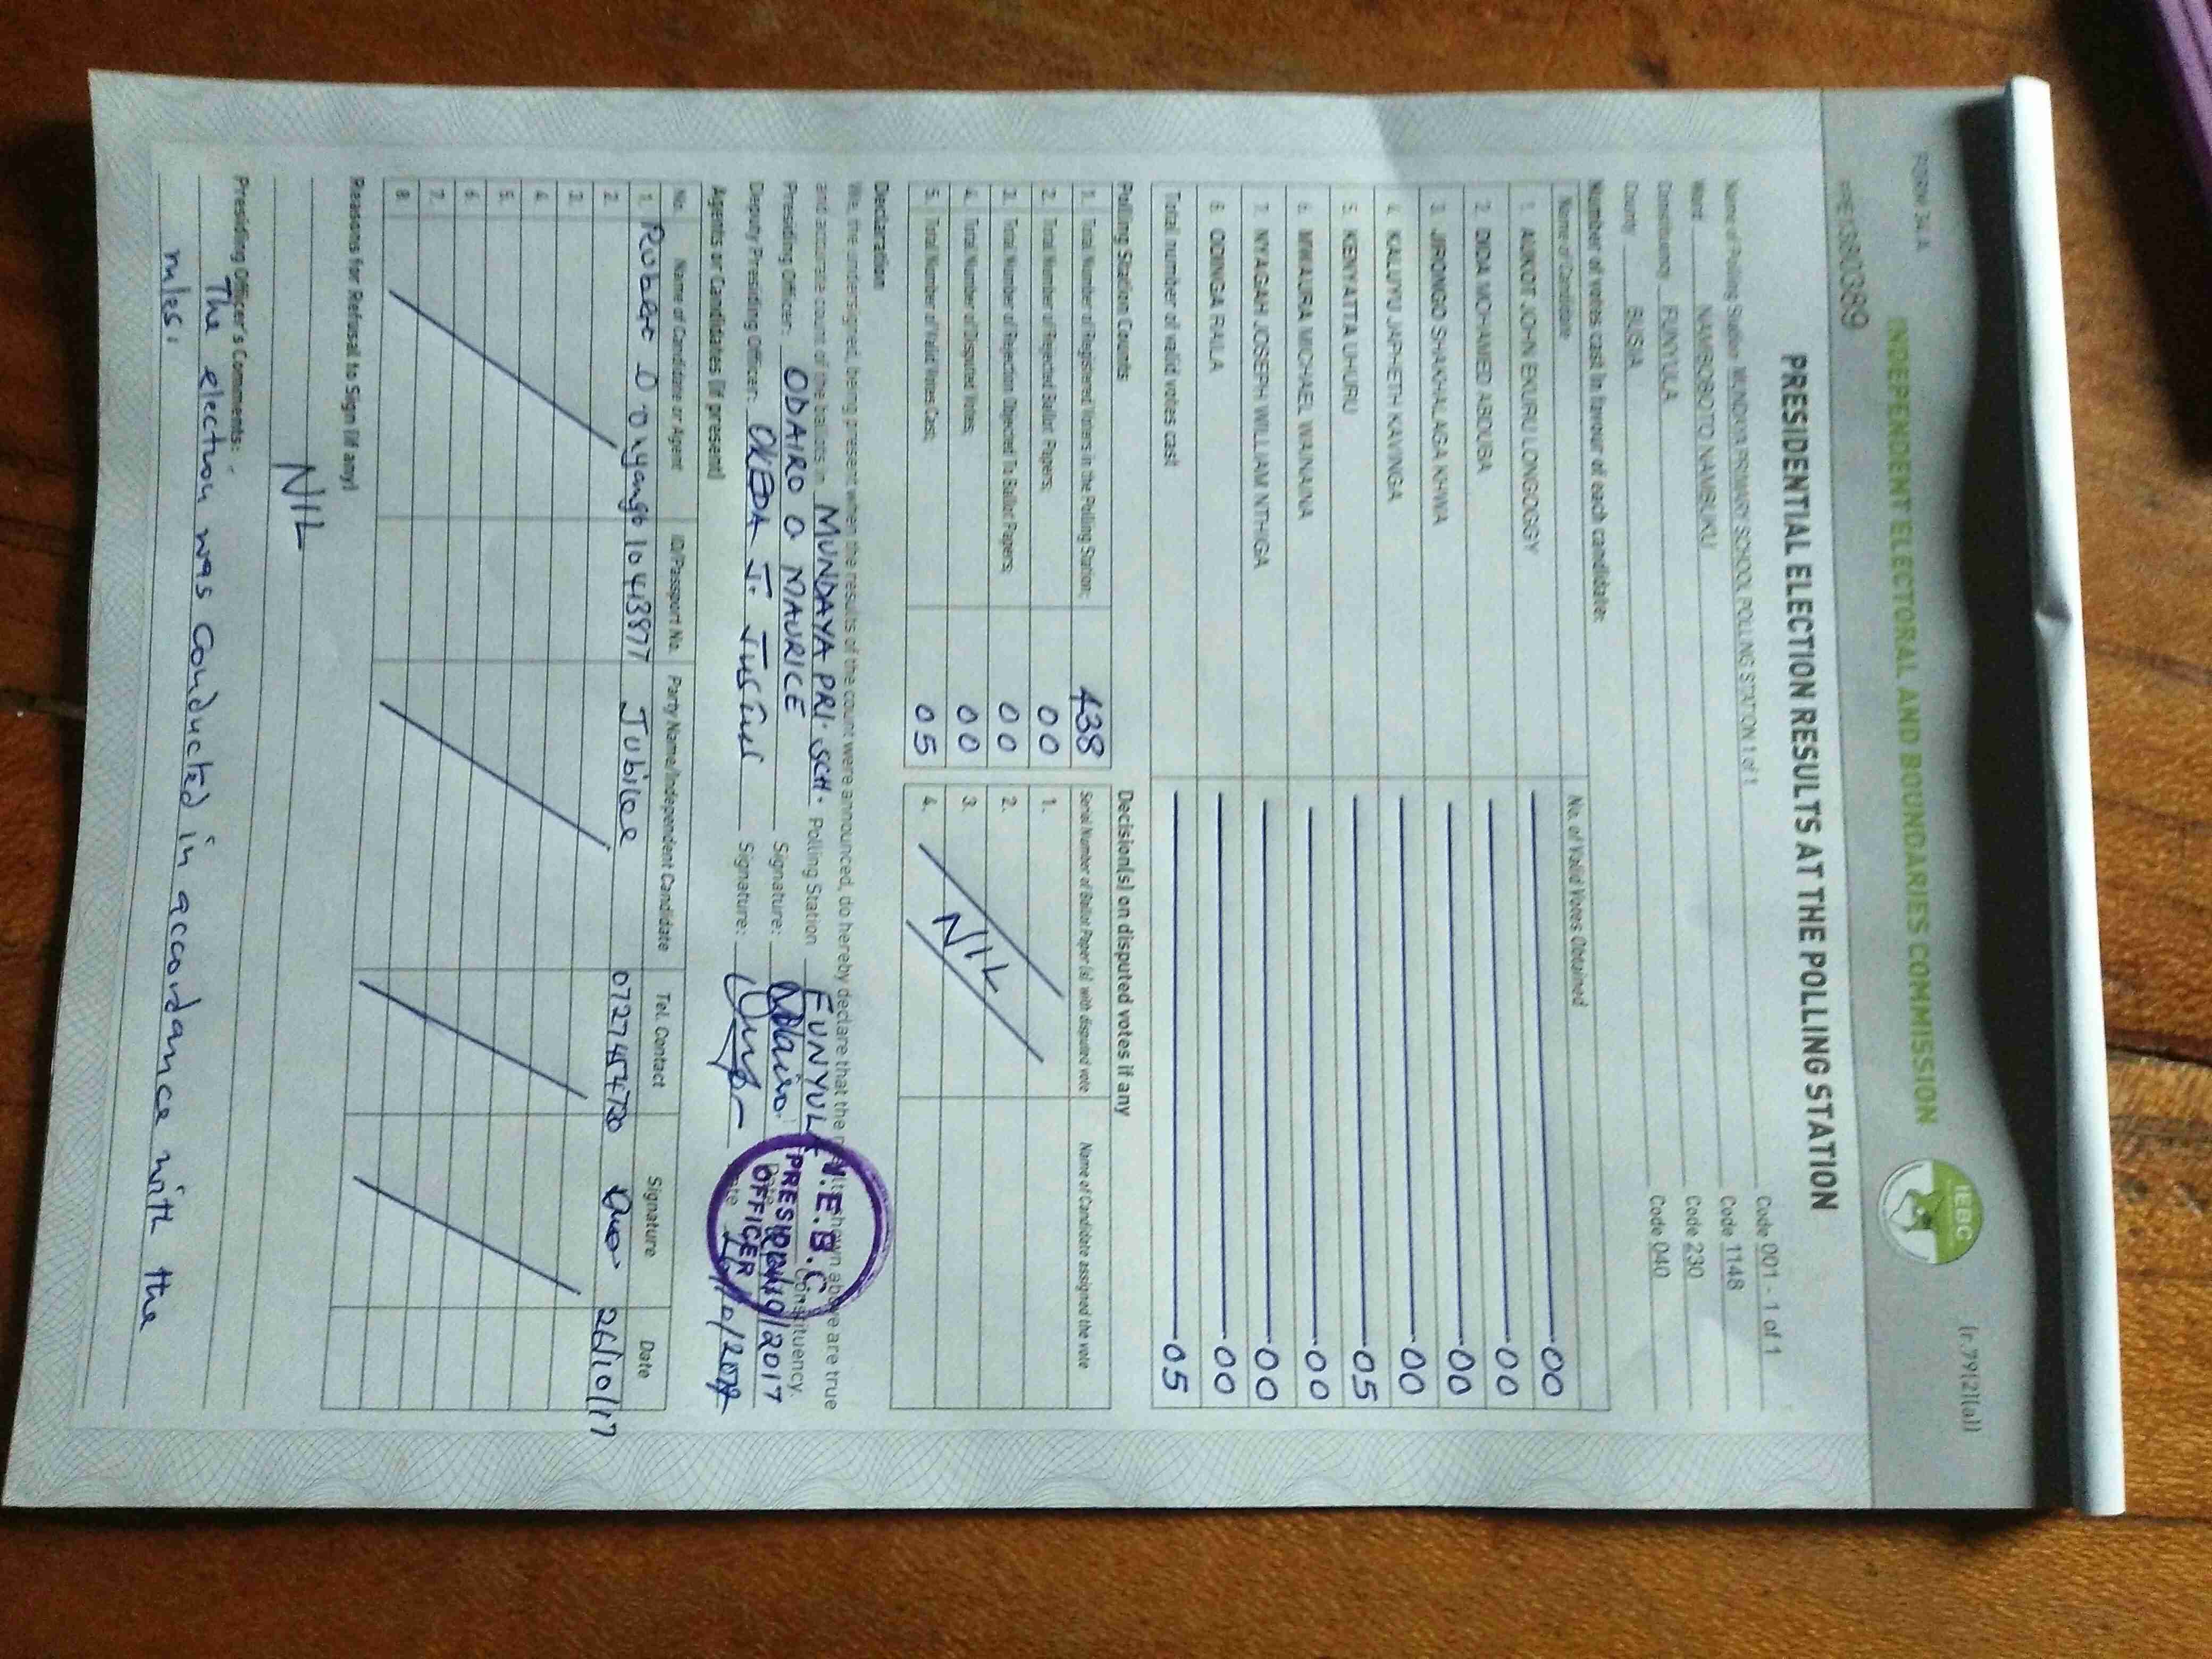 FORM 34 A
(r.79(2)(a))
INDEPENDENT ELECTORAL AND BOUNDARIES COMMISSION
IEBC
PRESIDENTIAL ELECTION RESULTS AT THE POLLING STATION
Name of Polling Station MUNDAYA PRIMARY SCHOOL POLLING STATION 1 of 1 Code 001 - 1 of 1
Ward NAMBOBOTO NAMBUKU Code 1148
Constituency FUNYULA Code 230
County BUSIA Code 040
Number of votes cast in favour of each candidate:
Name of Candidate No. of Valid Votes Obtained
1. AUKOT JOHN EKURU LONGOGGY 00
2. DIDA MOHAMED ABDUBA 00
3. JIRONGO SHAKHALAGA KHWA 00
4. KALUYU JAPHETH KAVINGA 00
5. KENYATTA UHURU 05
6. MWAURA MICHAEL WAINAINA 00
7. NYAGAH JOSEPH WILLIAM NTHIGA 00
8. ODINGA RAILA 00
Total number of valid votes cast 05
Polling Station Counts
1. Total Number of Registered Voters in the Polling Station; 438
2. Total Number of Rejected Ballot Papers; 00
3. Total Number of Rejection Objected To Ballot Papers; 00
4. Total Number of Disputed Votes; 00
5. Total Number of Valid Votes Cast; 05
Decision(s) on disputed votes if any
Serial Number of Ballot Paper (s) with disputed vote Name of Candidate assigned the vote
1.
2.
3.
4.
NIL
Declaration
We, the undersigned, being present when the results of the count were announced, do hereby declare that the shown above are true
and accurate count of the ballots in MUNDAYA PRI. SCH. Polling Station FUNYULA Constituency.
Presiding Officer: ODAIRO O MAURICE Signature: Odairo. /2017
Deputy Presiding Officer: OKEDA J. Signature:
I.E.B.C
PRESIDING
OFFICER
Agents or Candidates (if present)
No. Name of Candidate or Agent ID/Passport No. Party Name/Independent Candidate Tel. Contact Signature Date
1. Robert O Onyango 10413897 Jubilee 26/10/17
2.
3.
4.
5.
6.
7.
8.
Reasons for Refusal to Sign (if any)
NIL
Presiding Officer's Comments:
The election was conducted in accordance with the
rules.